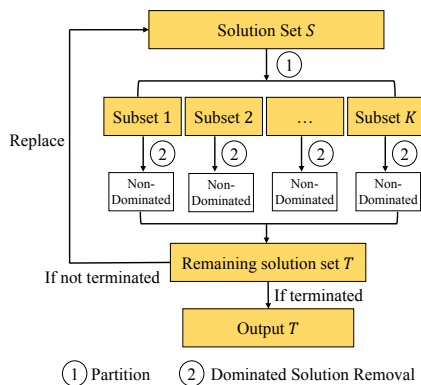 Solution Set S
①
Replace
Subset 1
Subset 2
...
Subset K
②
②
②
②
Non-
Dominated
Non-
Dominated
Non-
Dominated
Non-
Dominated
Remaining solution set T
If not terminated
If terminated
Output T
① Partition
② Dominated Solution Removal